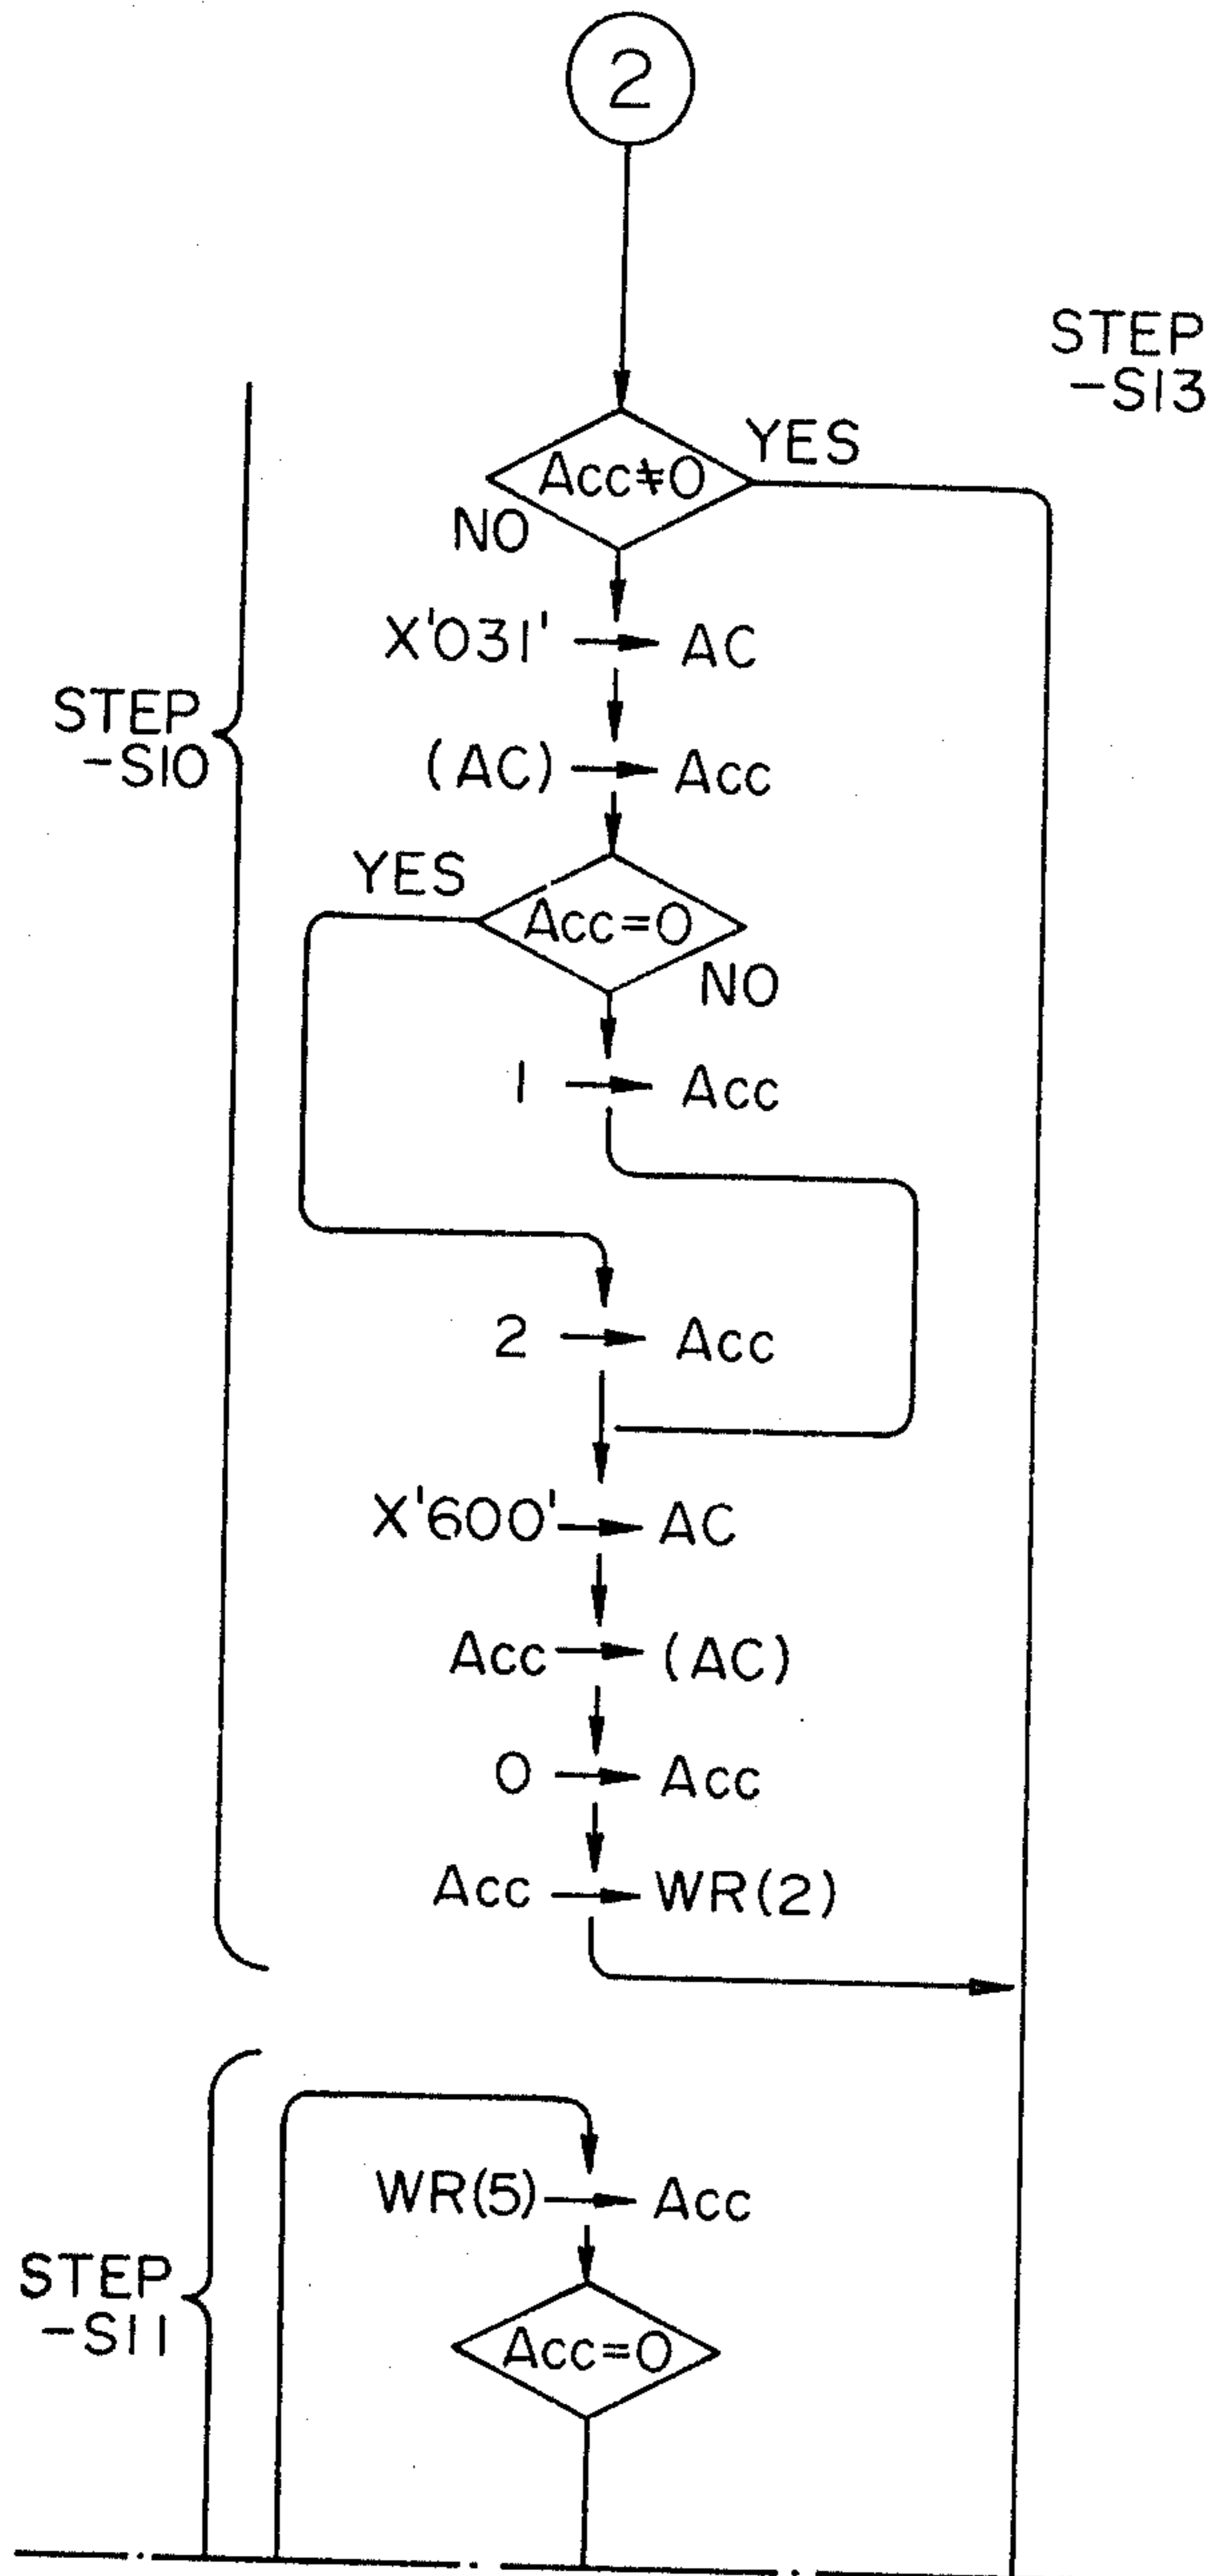 2
STEP
-S13
YES
Acc≠0
NO
X'031' → AC
STEP
-S10
(AC) → Acc
YES
Acc=0
NO
1 → Acc
2 → Acc
X'600' → AC
Acc → (AC)
0 → Acc
Acc → WR(2)
WR(5) → Acc
STEP
-S11
Acc=0